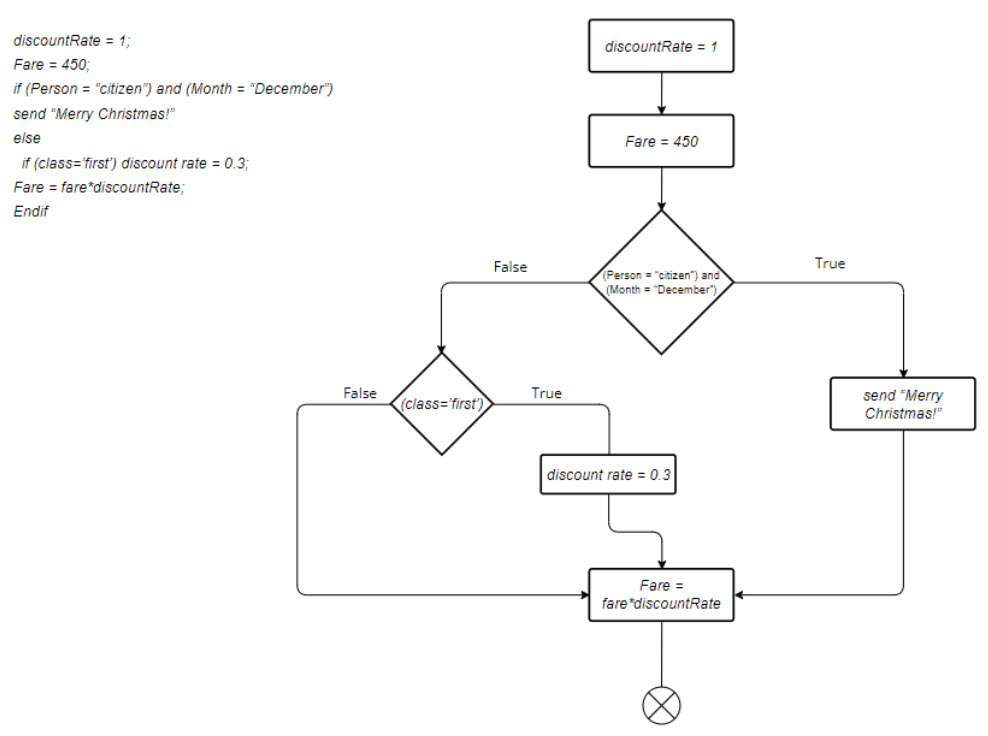 discountRate = 1;
Fare = 450;
if (Person = “citizen”) and (Month = “December”)
send “Merry Christmas!”
else
if (class=‘first’) discount rate = 0.3;
Fare = fare*discountRate;
Endif
discountRate = 1
Fare = 450
(Person = “citizen”) and
(Month = “December”)
False
True
(class=‘first’)
False
True
send “Merry
Christmas!”
discount rate = 0.3
Fare =
fare*discountRate